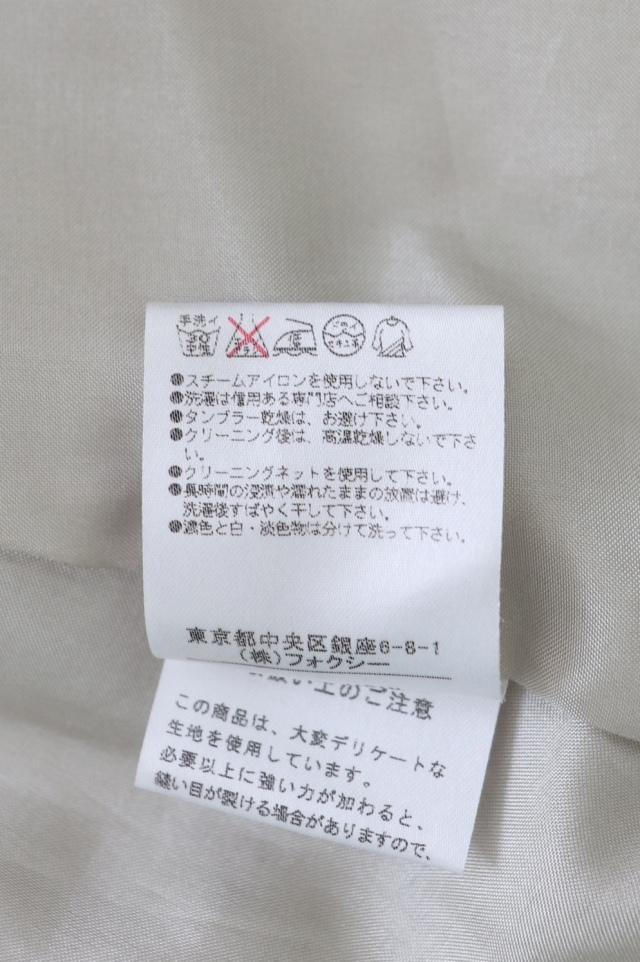 手洗イ
中性
●スチームアイロンを使用しないで下さい。
●洗濯は信用ある専門店へご相談下さい。
●タンブラー乾燥は、お避け下さい。
●クリーニング後は、高温乾燥しないで下さ
い。
●クリーニングネットを使用して下さい。
●長時間の浸漬や濡れたままの放置は避け、
洗濯後すばやく干して下さい。
●濃色と白・淡色物は分けて洗って下さい。
東京都中央区銀座6-8-1
(株)フォクシー
扱い上のご注意
この商品は、大変デリケートな
生地を使用しています。
必要以上に強い力が加わると、
縫い目が裂ける場合がありますので、